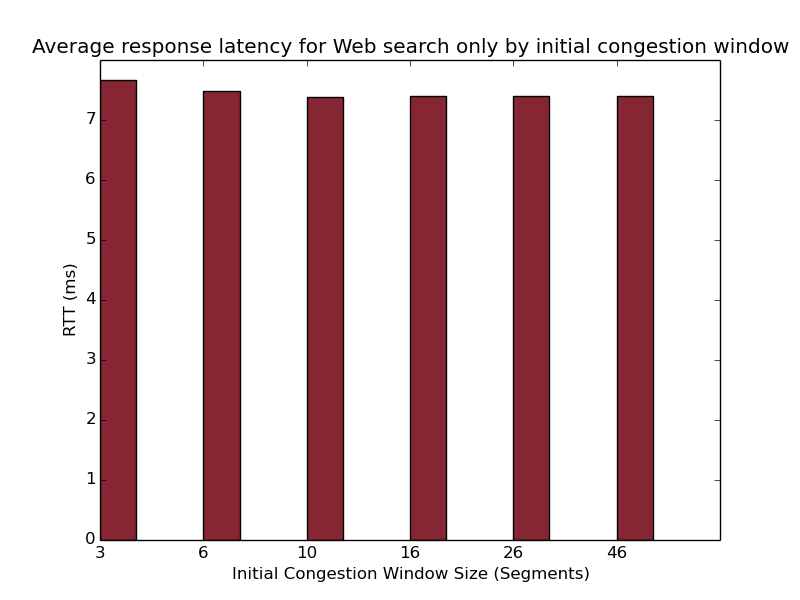 Average response latency for Web search only by initial congestion window
7
6
5
4
3
2
1
0
RTT (ms)
3 6 10 16 26 46
Initial Congestion Window Size (Segments)